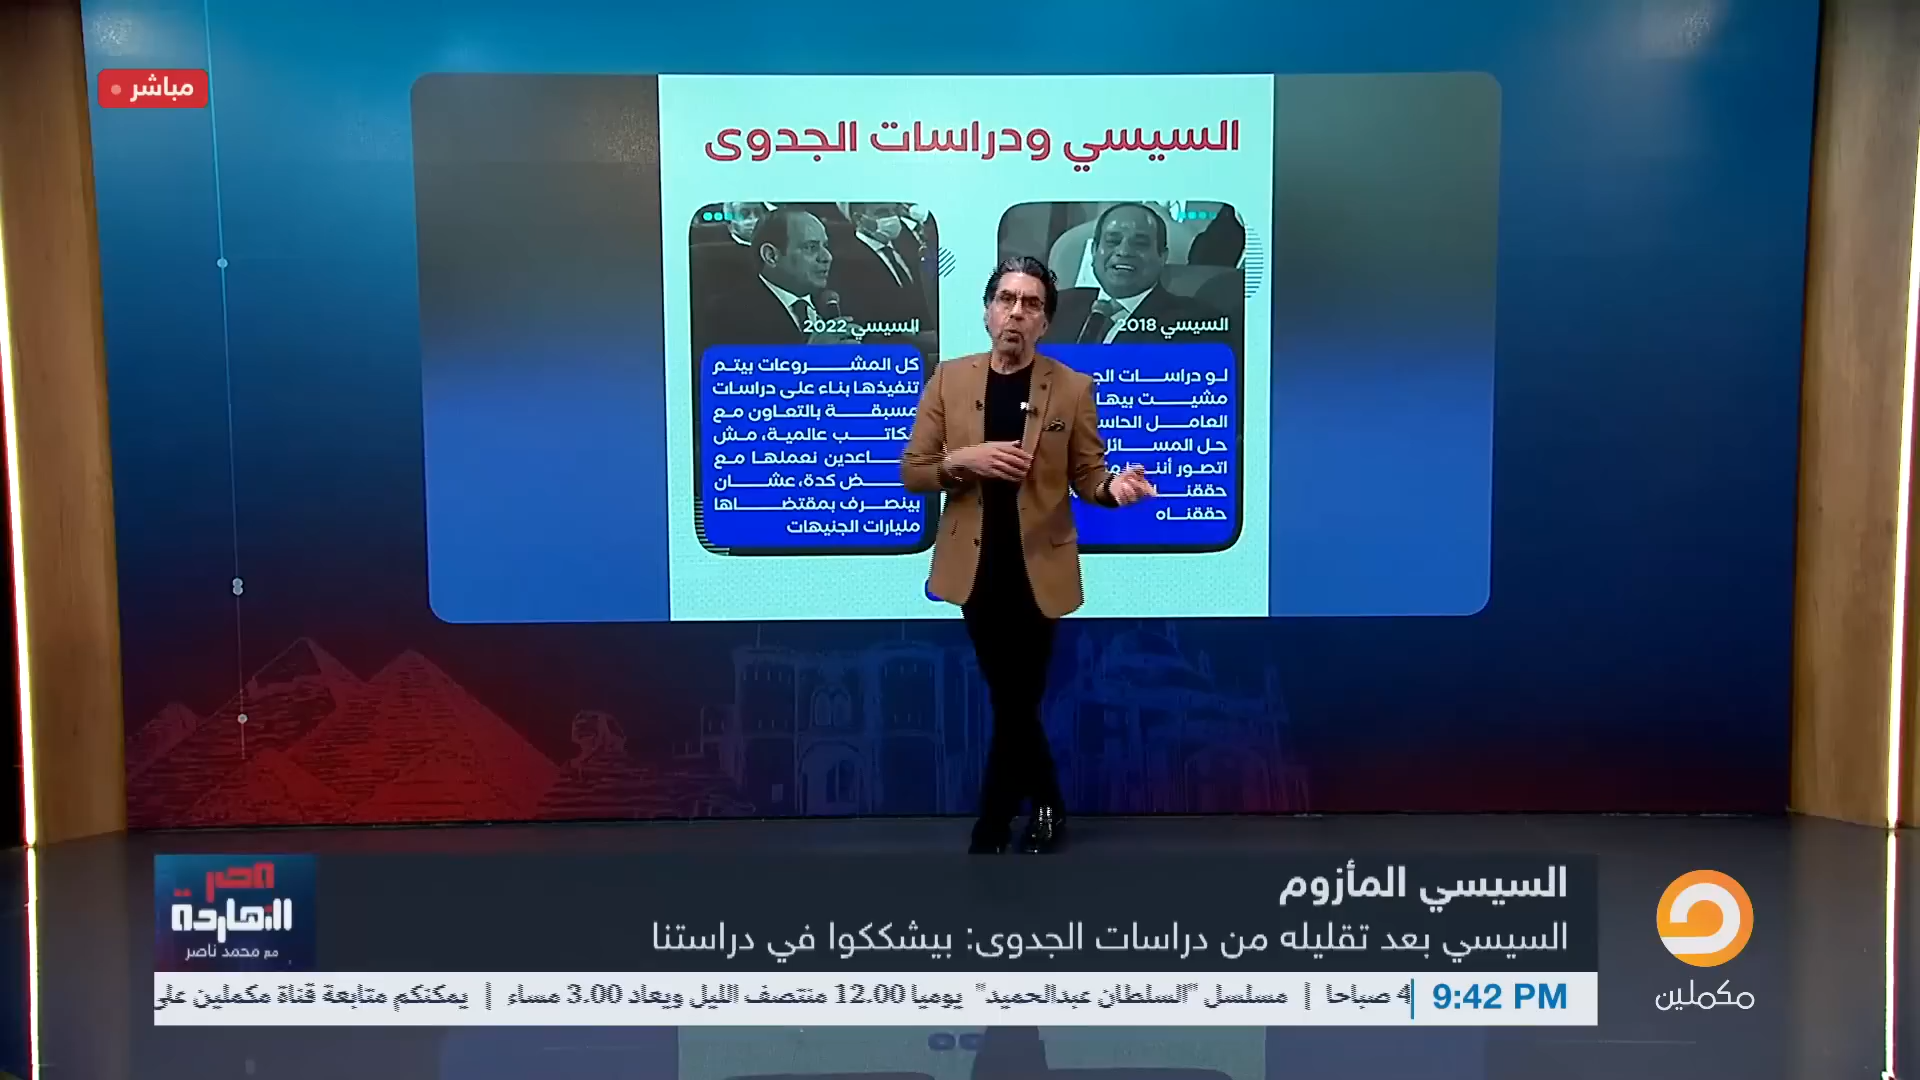 مباشر
السيسي ودراسات الجدوى
السيسي 2018
لو دراسات
مشيت بيها
العامل
حل المسائل
اتصور
حققناه
السيسي 2022
كل المشروعات بيتم
تنفيذها بناء على دراسات
مسبقة بالتعاون مع
عالمية، مش
نعملها مع
كدة، عشان
بينصرف بمقتضاها
مليارات الجنيهات
السيسي المأزوم
السيسي بعد تقليله من دراسات الجدوى: بيشككوا في دراستنا
مصر
النهاردة
مع محمد ناصر
9:42 PM
4 صباحا | مسلسل "السلطان عبدالحميد" يوميا 12.00 منتصف الليل ويعاد 3.00 مساء | يمكنكم متابعة قناة مكملين على
مكملين